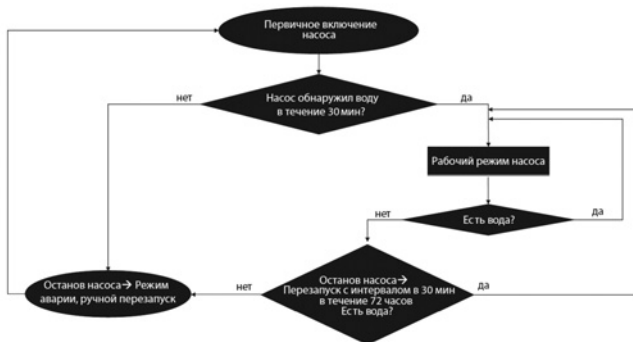 Первичное включение
насоса
Насос обнаружил воду
в течение 30 мин?
нет
да
Рабочий режим насоса
Есть вода?
нет
да
Останов насоса→
Перезапуск с интервалом в 30 мин
в течение 72 часов
Есть вода?
нет
да
Останов насоса→ Режим
аварии, ручной перезапуск